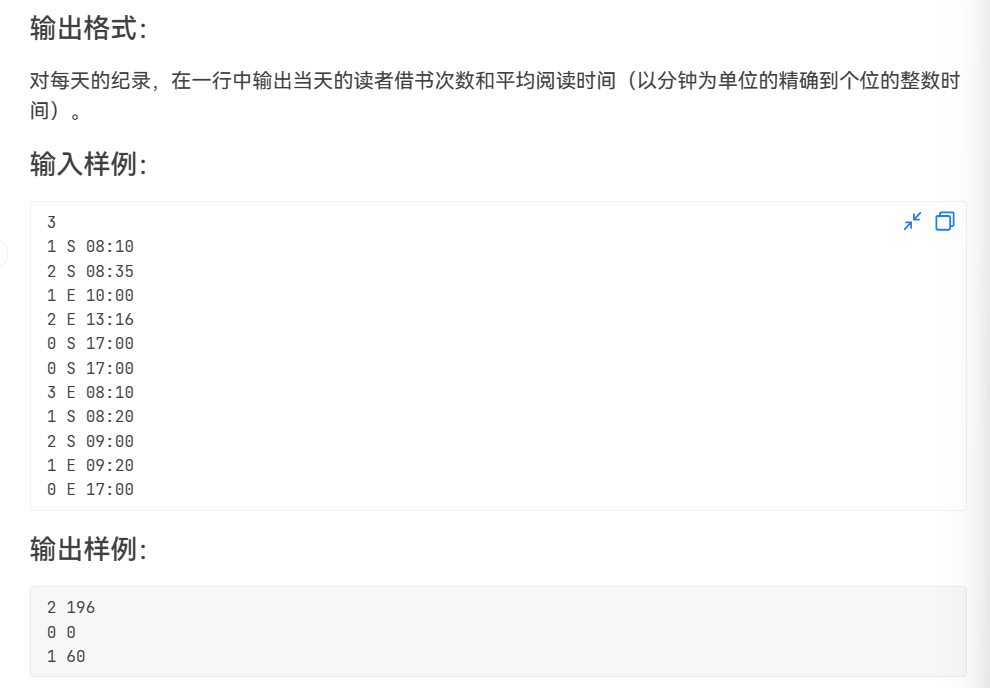 输出格式：
对每天的纪录，在一行中输出当天的读者借书次数和平均阅读时间（以分钟为单位的精确到个位的整数时
间）。
输入样例：
3
1 S 08:10
2 S 08:35
1 E 10:00
2 E 13:16
0 S 17:00
0 S 17:00
3 E 08:10
1 S 08:20
2 S 09:00
1 E 09:20
0 E 17:00
输出样例：
2 196
0 0
1 60